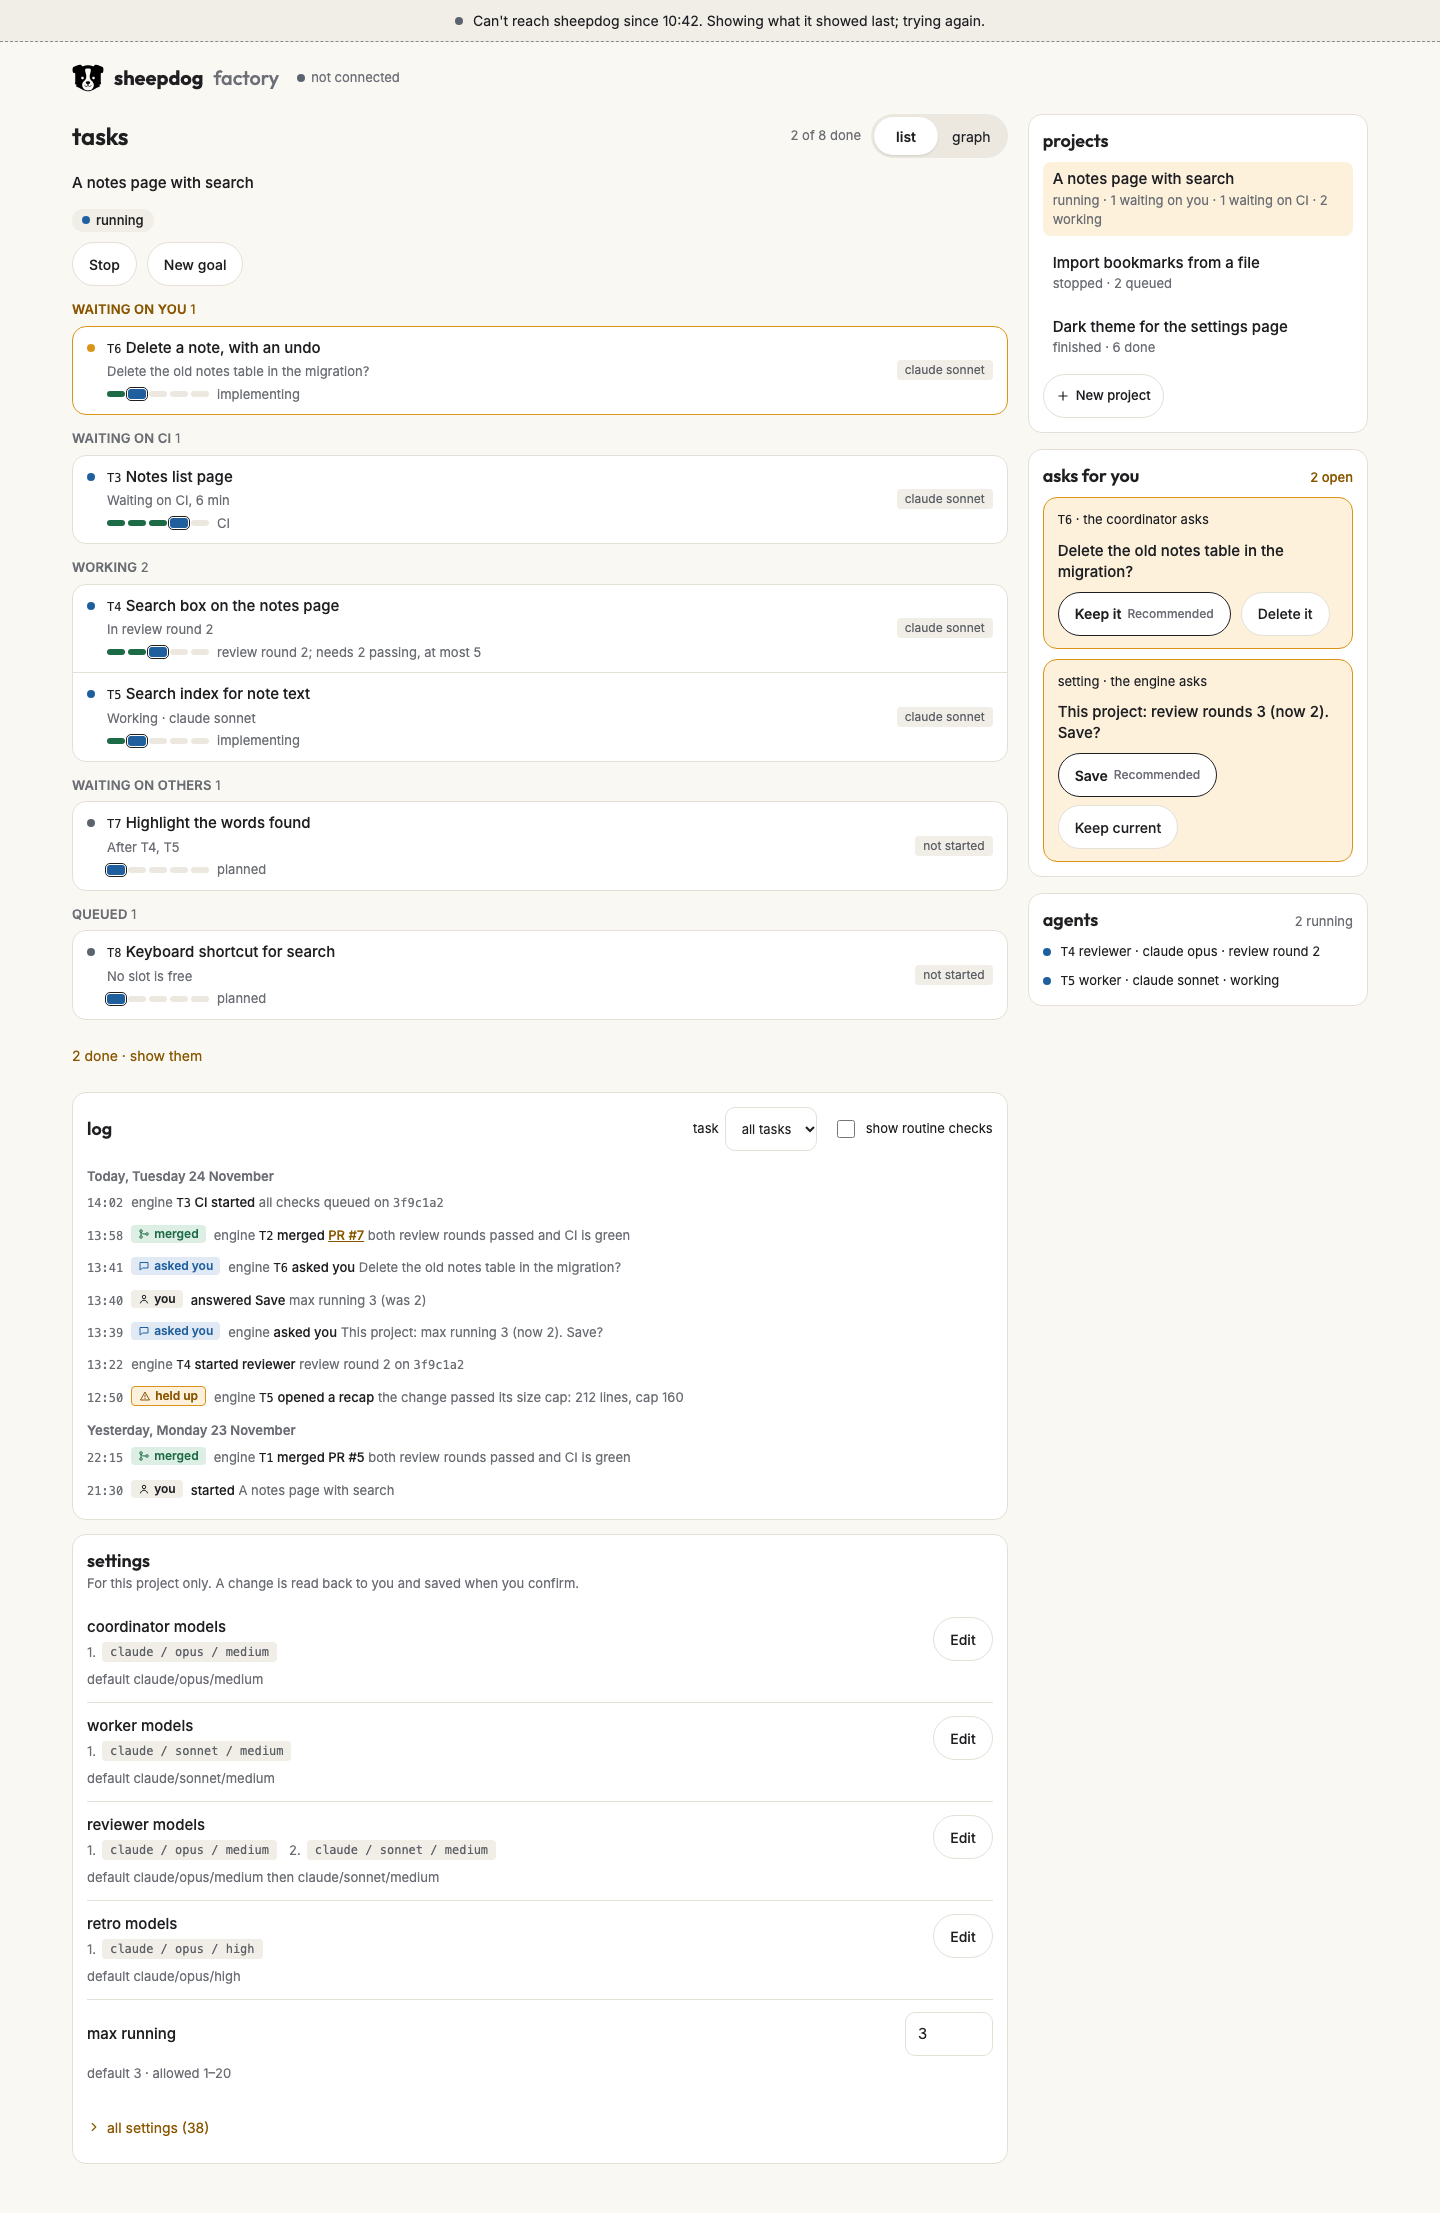 Can't reach sheepdog since 10:42. Showing what it showed last; trying again.
sheepdog factory not connected
tasks
2 of 8 done list graph
A notes page with search
running
Stop New goal
WAITING ON YOU 1
T6 Delete a note, with an undo
Delete the old notes table in the migration?
implementing
claude sonnet
WAITING ON CI 1
T3 Notes list page
Waiting on CI, 6 min
CI
claude sonnet
WORKING 2
T4 Search box on the notes page
In review round 2
review round 2; needs 2 passing, at most 5
claude sonnet
T5 Search index for note text
Working · claude sonnet
implementing
claude sonnet
WAITING ON OTHERS 1
T7 Highlight the words found
After T4, T5
planned
not started
QUEUED 1
T8 Keyboard shortcut for search
No slot is free
planned
not started
2 done · show them
projects
A notes page with search
running · 1 waiting on you · 1 waiting on CI · 2
working
Import bookmarks from a file
stopped · 2 queued
Dark theme for the settings page
finished · 6 done
New project
asks for you 2 open
T6 · the coordinator asks
Delete the old notes table in the
migration?
Keep it Recommended Delete it
setting · the engine asks
This project: review rounds 3 (now 2).
Save?
Save Recommended
Keep current
agents 2 running
T4 reviewer · claude opus · review round 2
T5 worker · claude sonnet · working
log task all tasks show routine checks
Today, Tuesday 24 November
14:02 engine T3 CI started all checks queued on 3f9c1a2
13:58 merged engine T2 merged PR #7 both review rounds passed and CI is green
13:41 asked you engine T6 asked you Delete the old notes table in the migration?
13:40 you answered Save max running 3 (was 2)
13:39 asked you engine asked you This project: max running 3 (now 2). Save?
13:22 engine T4 started reviewer review round 2 on 3f9c1a2
12:50 held up engine T5 opened a recap the change passed its size cap: 212 lines, cap 160
Yesterday, Monday 23 November
22:15 merged engine T1 merged PR #5 both review rounds passed and CI is green
21:30 you started A notes page with search
settings
For this project only. A change is read back to you and saved when you confirm.
coordinator models
1. claude / opus / medium
default claude/opus/medium
Edit
worker models
1. claude / sonnet / medium
default claude/sonnet/medium
Edit
reviewer models
1. claude / opus / medium 2. claude / sonnet / medium
default claude/opus/medium then claude/sonnet/medium
Edit
retro models
1. claude / opus / high
default claude/opus/high
Edit
max running 3
default 3 · allowed 1–20
all settings (38)